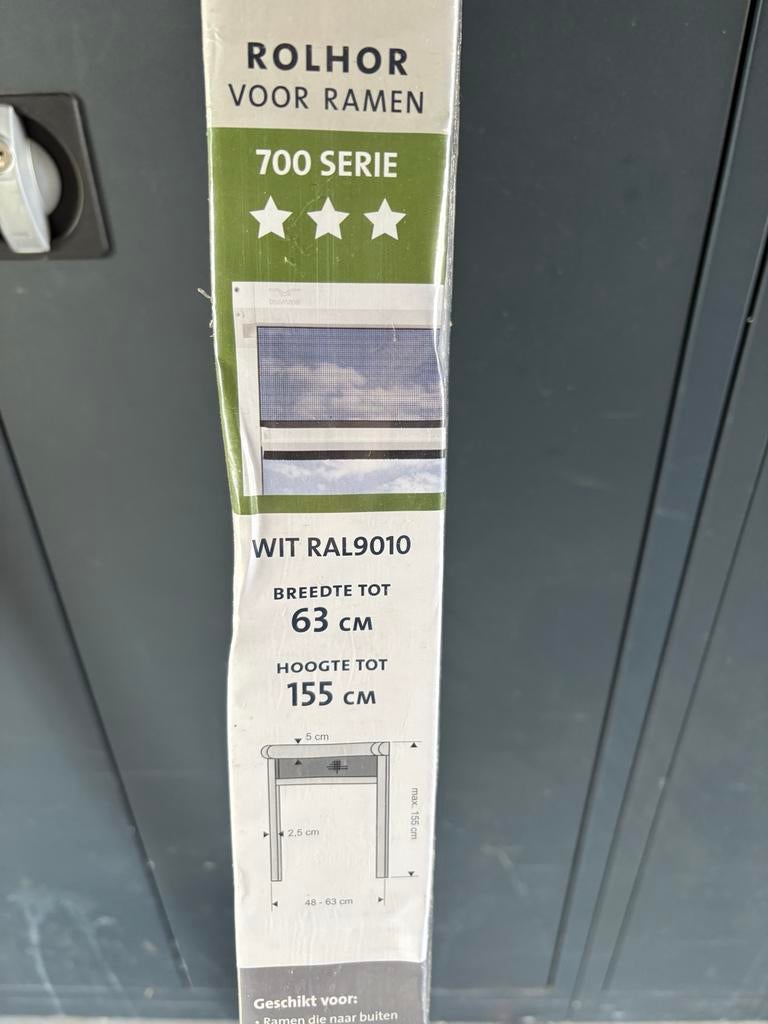 ROLHOR
VOOR RAMEN
700 SERIE
WIT RAL9010
BREEDTE TOT
63 CM
HOOGTE TOT
155 CM
5 cm
max. 155 cm
2,5 cm
48 - 63 cm
Geschikt voor:
• Ramen die naar buiten